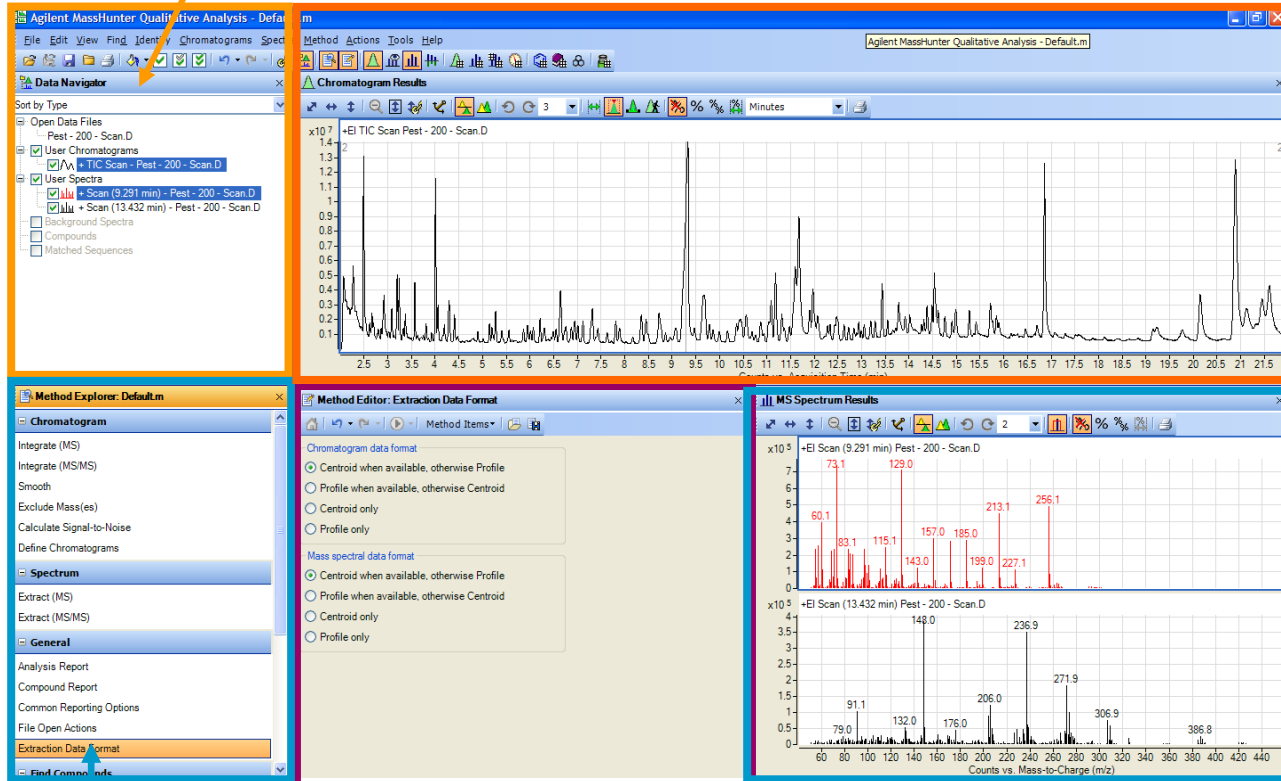 Agilent MassHunter Qualitative Analysis - Default.m
File Edit View Find Identify Chromatograms Spectr Method Actions Tools Help
Agilent MassHunter Qualitative Analysis - Default.m
Data Navigator
Sort by Type
Open Data Files
Pest - 200 - Scan.D
User Chromatograms
+ TIC Scan - Pest - 200 - Scan.D
User Spectra
+ Scan (9.291 min) - Pest - 200 - Scan.D
+ Scan (13.432 min) - Pest - 200 - Scan.D
Background Spectra
Compounds
Matched Sequences
Chromatogram Results
3 % Minutes
x10 7 +EI TIC Scan Pest - 200 - Scan.D
2 2
1.4
1.3
1.2
1.1
1
0.9
0.8
0.7
0.6
0.5
0.4
0.3
0.2
0.1
2.5 3 3.5 4 4.5 5 5.5 6 6.5 7 7.5 8 8.5 9 9.5 10 10.5 11 11.5 12 12.5 13 13.5 14 14.5 15 15.5 16 16.5 17 17.5 18 18.5 19 19.5 20 20.5 21 21.5
Counts vs. Acquisition Time (min)
Method Explorer: Default.m
Chromatogram
Integrate (MS)
Integrate (MS/MS)
Smooth
Exclude Mass(es)
Calculate Signal-to-Noise
Define Chromatograms
Spectrum
Extract (MS)
Extract (MS/MS)
General
Analysis Report
Compound Report
Common Reporting Options
File Open Actions
Extraction Data Format
Find Compounds
Method Editor: Extraction Data Format
Method Items
Chromatogram data format
Centroid when available, otherwise Profile
Profile when available, otherwise Centroid
Centroid only
Profile only
Mass spectral data format
Centroid when available, otherwise Profile
Profile when available, otherwise Centroid
Centroid only
Profile only
MS Spectrum Results
2 %
x10 5 +EI Scan (9.291 min) Pest - 200 - Scan.D
7
6
5
4
3
2
1
0
60.1 73.1 83.1 115.1 129.0 143.0 157.0 185.0 199.0 213.1 227.1 256.1
x10 5 +EI Scan (13.432 min) Pest - 200 - Scan.D
4
3.5
3
2.5
2
1.5
1
0.5
0
79.0 91.1 132.0 148.0 176.0 206.0 236.9 271.9 306.9 386.8
60 80 100 120 140 160 180 200 220 240 260 280 300 320 340 360 380 400 420 440
Counts vs. Mass-to-Charge (m/z)